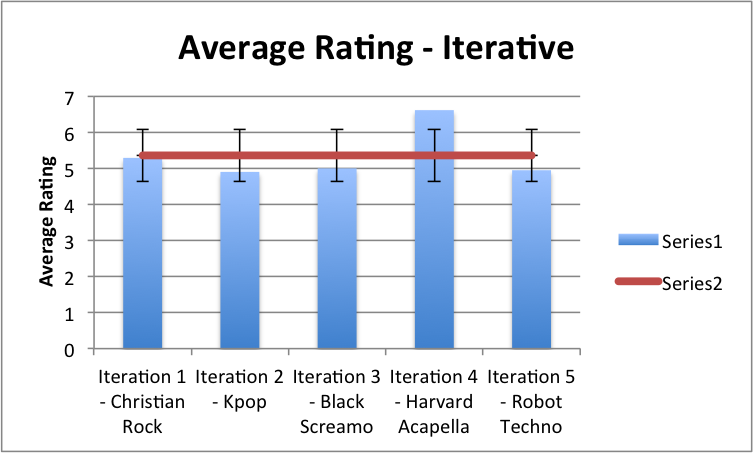 Average Rating - Iterative
Average Rating
7
6
5
4
3
2
1
0
Iteration 1
- Christian
Rock
Iteration 2
- Kpop
Iteration 3
- Black
Screamo
Iteration 4
- Harvard
Acapella
Iteration 5
- Robot
Techno
Series1
Series2